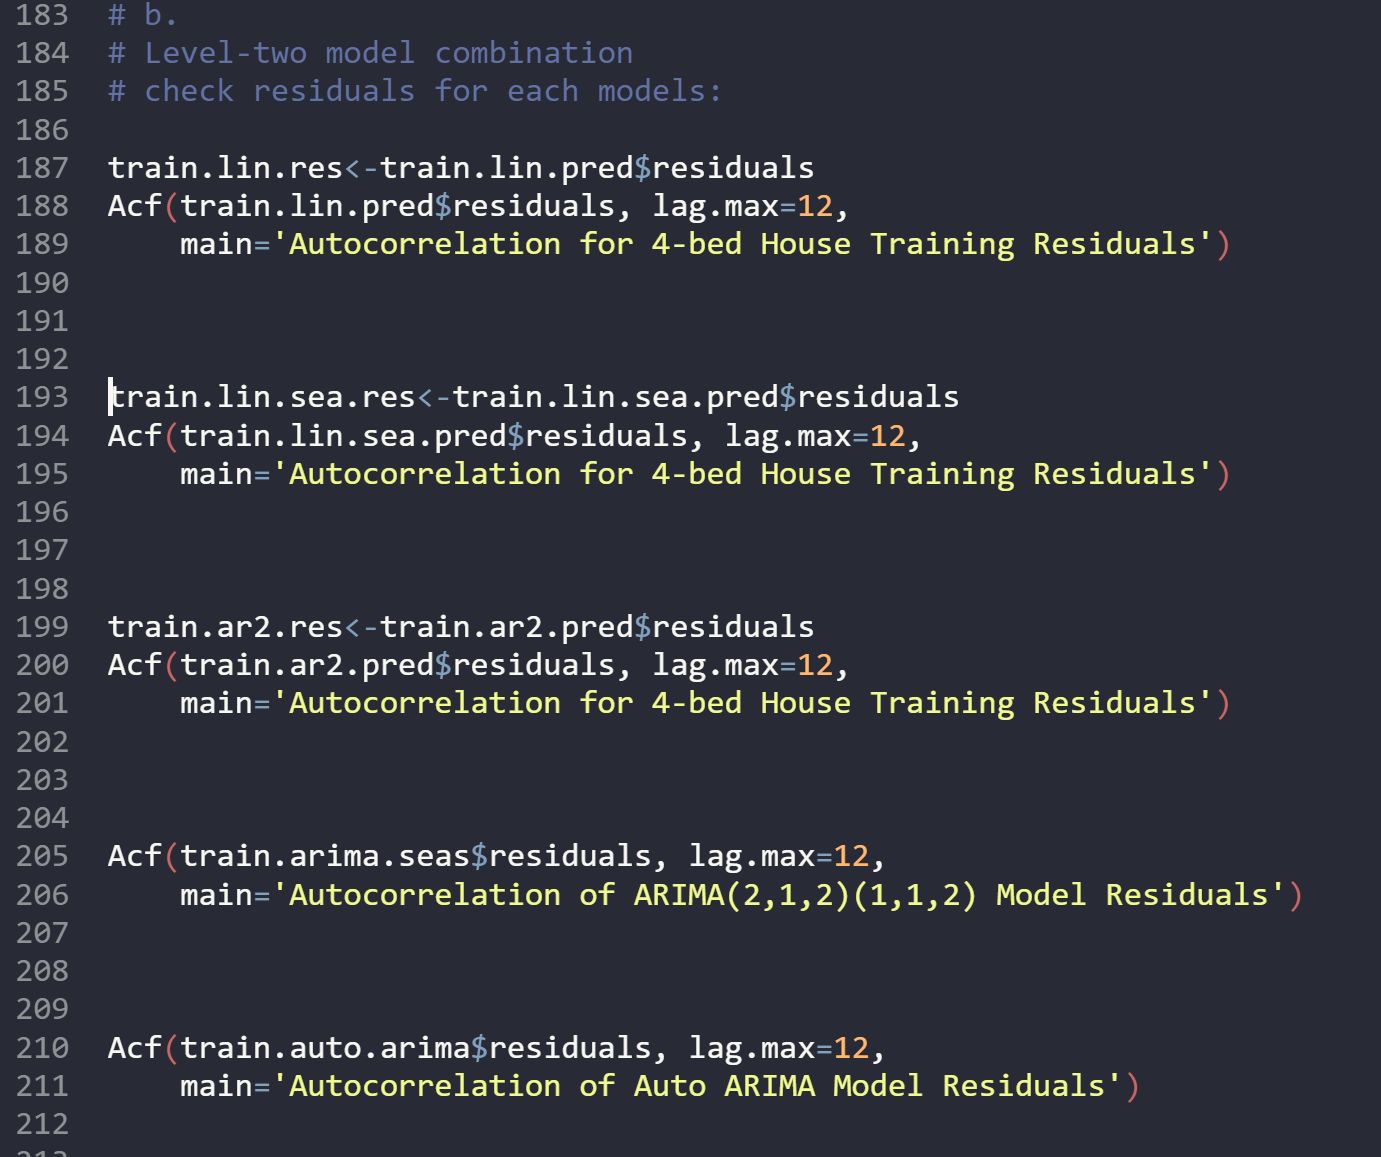 183 # b.
184 # Level-two model combination
185 # check residuals for each models:
186
187 train.lin.res<-train.lin.pred$residuals
188 Acf(train.lin.pred$residuals, lag.max=12,
189 main='Autocorrelation for 4-bed House Training Residuals')
190
191
192
193 train.lin.sea.res<-train.lin.sea.pred$residuals
194 Acf(train.lin.sea.pred$residuals, lag.max=12,
195 main='Autocorrelation for 4-bed House Training Residuals')
196
197
198
199 train.ar2.res<-train.ar2.pred$residuals
200 Acf(train.ar2.pred$residuals, lag.max=12,
201 main='Autocorrelation for 4-bed House Training Residuals')
202
203
204
205 Acf(train.arima.seas$residuals, lag.max=12,
206 main='Autocorrelation of ARIMA(2,1,2)(1,1,2) Model Residuals')
207
208
209
210 Acf(train.auto.arima$residuals, lag.max=12,
211 main='Autocorrelation of Auto ARIMA Model Residuals')
212